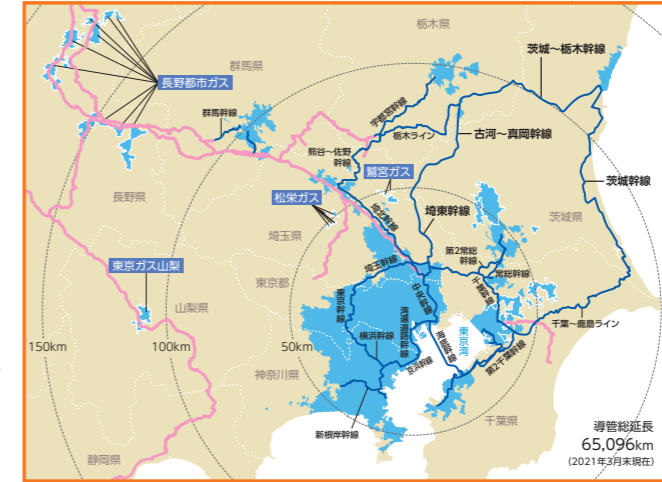 栃木県
茨城～栃木幹線
群馬県
宇都宮幹線
長野都市ガス
群馬幹線
栃木ライン
古河～真岡幹線
熊谷～佐野
幹線
鷲宮ガス
茨城幹線
長野県
松栄ガス
埼北幹線
埼東幹線
茨城県
埼玉県
第2常総
幹線
常総幹線
東京ガス山梨
東京都
埼玉幹線
中央幹線
千葉幹線
山梨県
東京幹線
湾岸幹線
東京湾
千葉～鹿島ライン
150km
100km
50km
横浜幹線
京浜幹線
第2千葉幹線
神奈川県
新根岸幹線
千葉県
導管総延長
65,096km
(2021年3月末現在)
静岡県